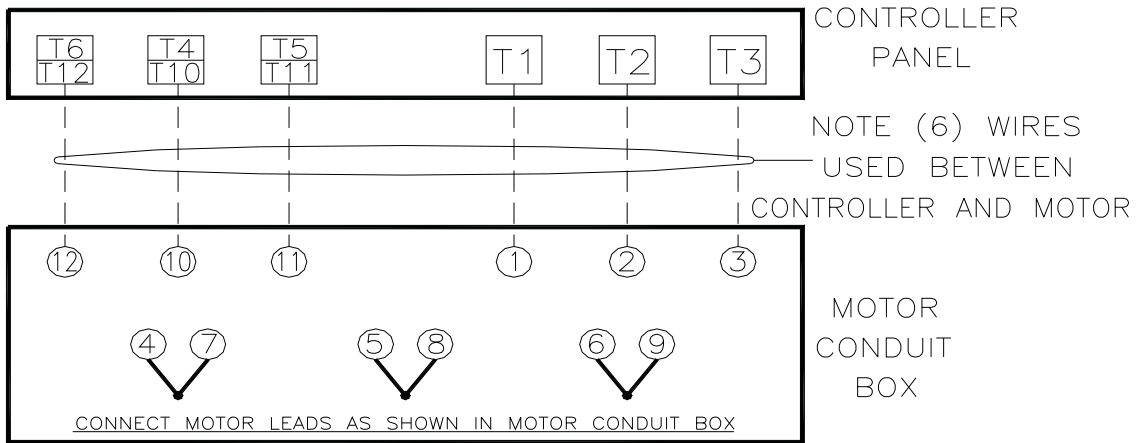 CONTROLLER
PANEL
T6 T4 T5 T1 T2 T3
T12 T10 T11
NOTE (6) WIRES
USED BETWEEN
CONTROLLER AND MOTOR
12 10 11 1 2 3
MOTOR
CONDUIT
BOX
4 7 5 8 6 9
CONNECT MOTOR LEADS AS SHOWN IN MOTOR CONDUIT BOX